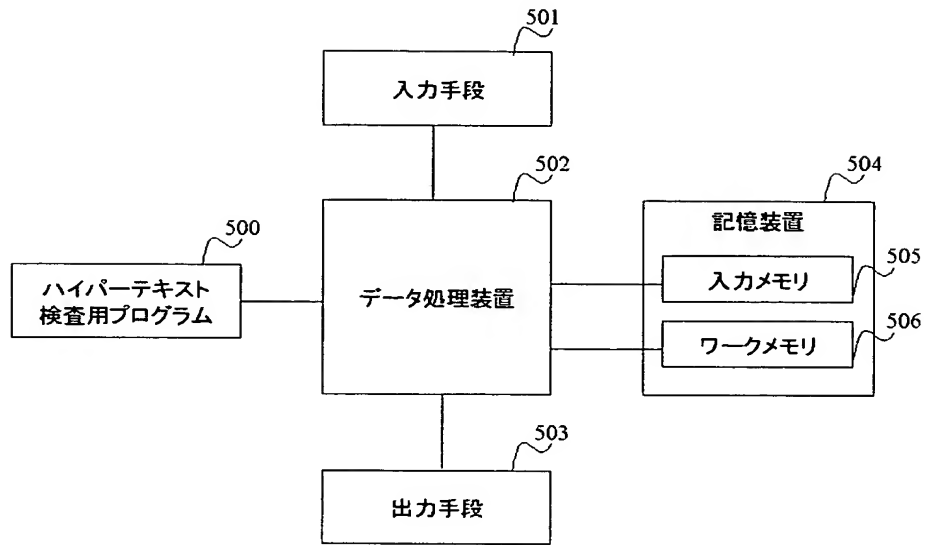 501
入力手段
502
504
記憶装置
500
入力メモリ
505
ハイパーテキスト
検査用プログラム
データ処理装置
506
ワークメモリ
503
出力手段